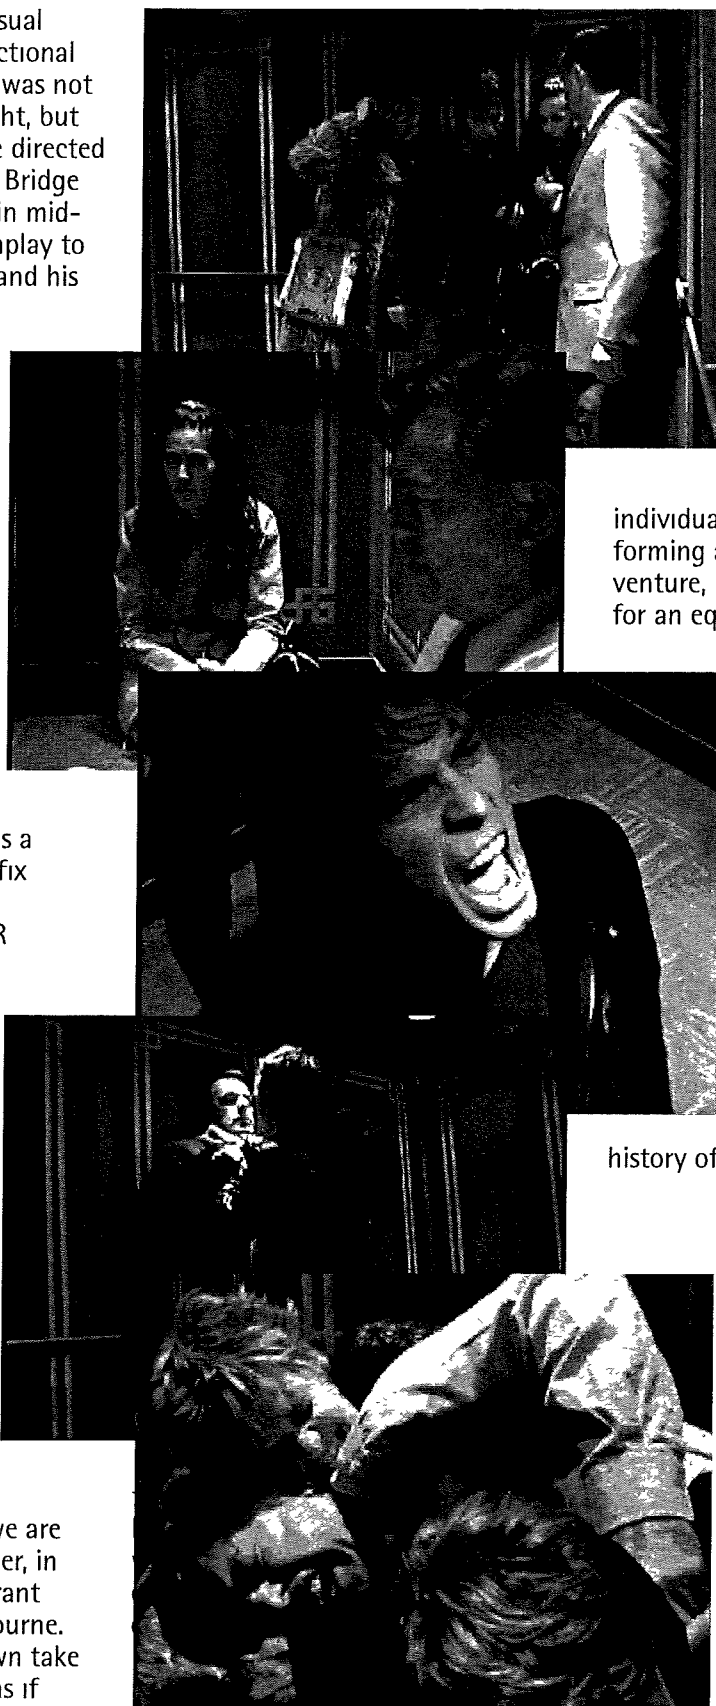 sual
ctional
was not
ht, but
e directed
Bridge
in mid-
nplay to
and his
individua
forming a
venture,
for an eq
s a
fix
R
history of
ve are
er, in
rant
ourne.
wn take
as if